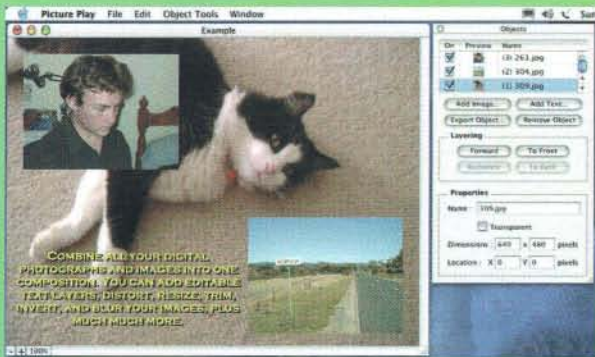 Picture Play File Edit Object Tools Window
Example
COMBINE ALL YOUR DIGITAL
PHOTOGRAPHS AND IMAGES INTO ONE
COMPOSITION. YOU CAN ADD EDITABLE
TEXT LAYERS, DISTORT, RESIZE, TRIM,
INVERT, AND BLUR YOUR IMAGES, PLUS
MUCH MUCH MORE.
100%
Objects
On Preview Name
(3) 263.jpg
(2) 304.jpg
(1) 309.jpg
Add Image... Add Text...
Export Object... Remove Object
Layering
Forward To Front
Properties
Name : 309.jpg
Transparent
Dimensions : 640 x 480 pixels
Location : X 0 Y 0 pixels